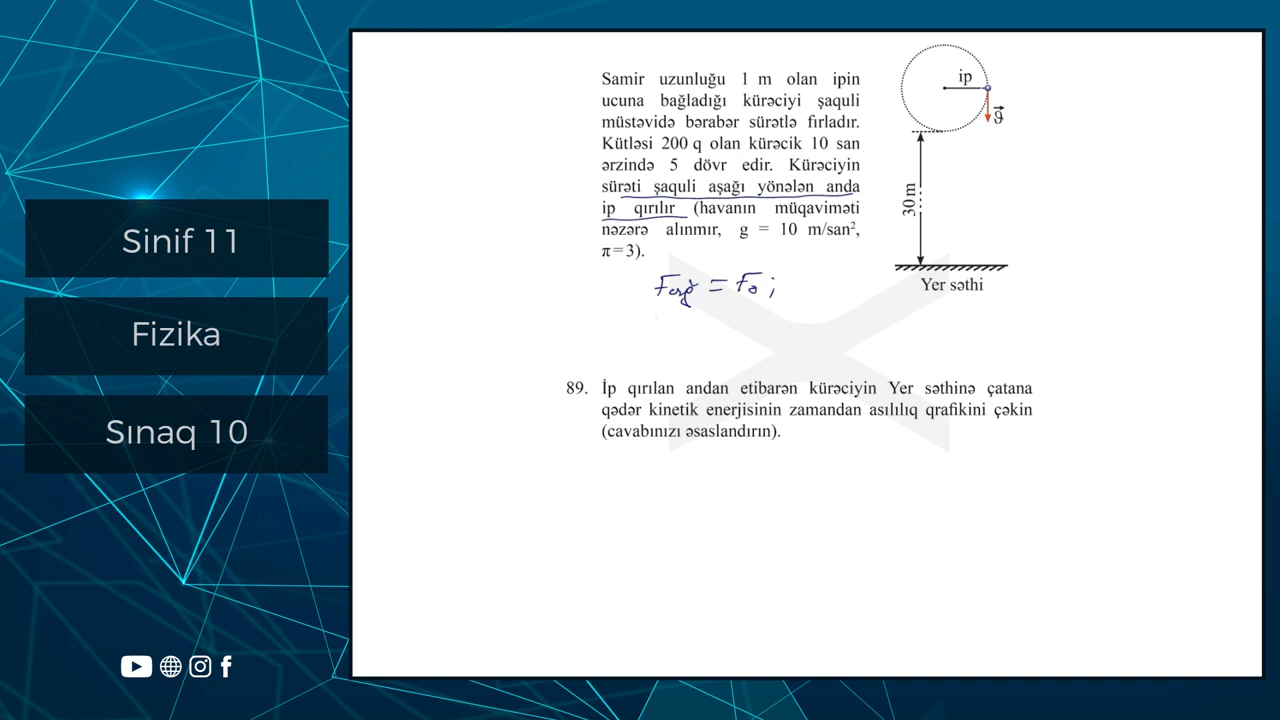 Sinif 11
Fizika
Sınaq 10
Samir uzunluğu 1 m olan ipin
ucuna bağladığı kürəciyi şaquli
müstəvidə bərabər sürətlə fırladır.
Kütləsi 200 q olan kürəcik 10 san
ərzində 5 dövr edir. Kürəciyin
sürəti şaquli aşağı yönələn anda
ip qırılır (havanın müqaviməti
nəzərə alınmır, g = 10 m/san², 
π=3).
ip
ϑ⃗
30 m
Yer səthi
Fağ = Fə ;
89. İp qırılan andan etibarən kürəciyin Yer səthinə çatana
qədər kinetik enerjisinin zamandan asılılıq qrafikini çəkin
(cavabınızı əsaslandırın).